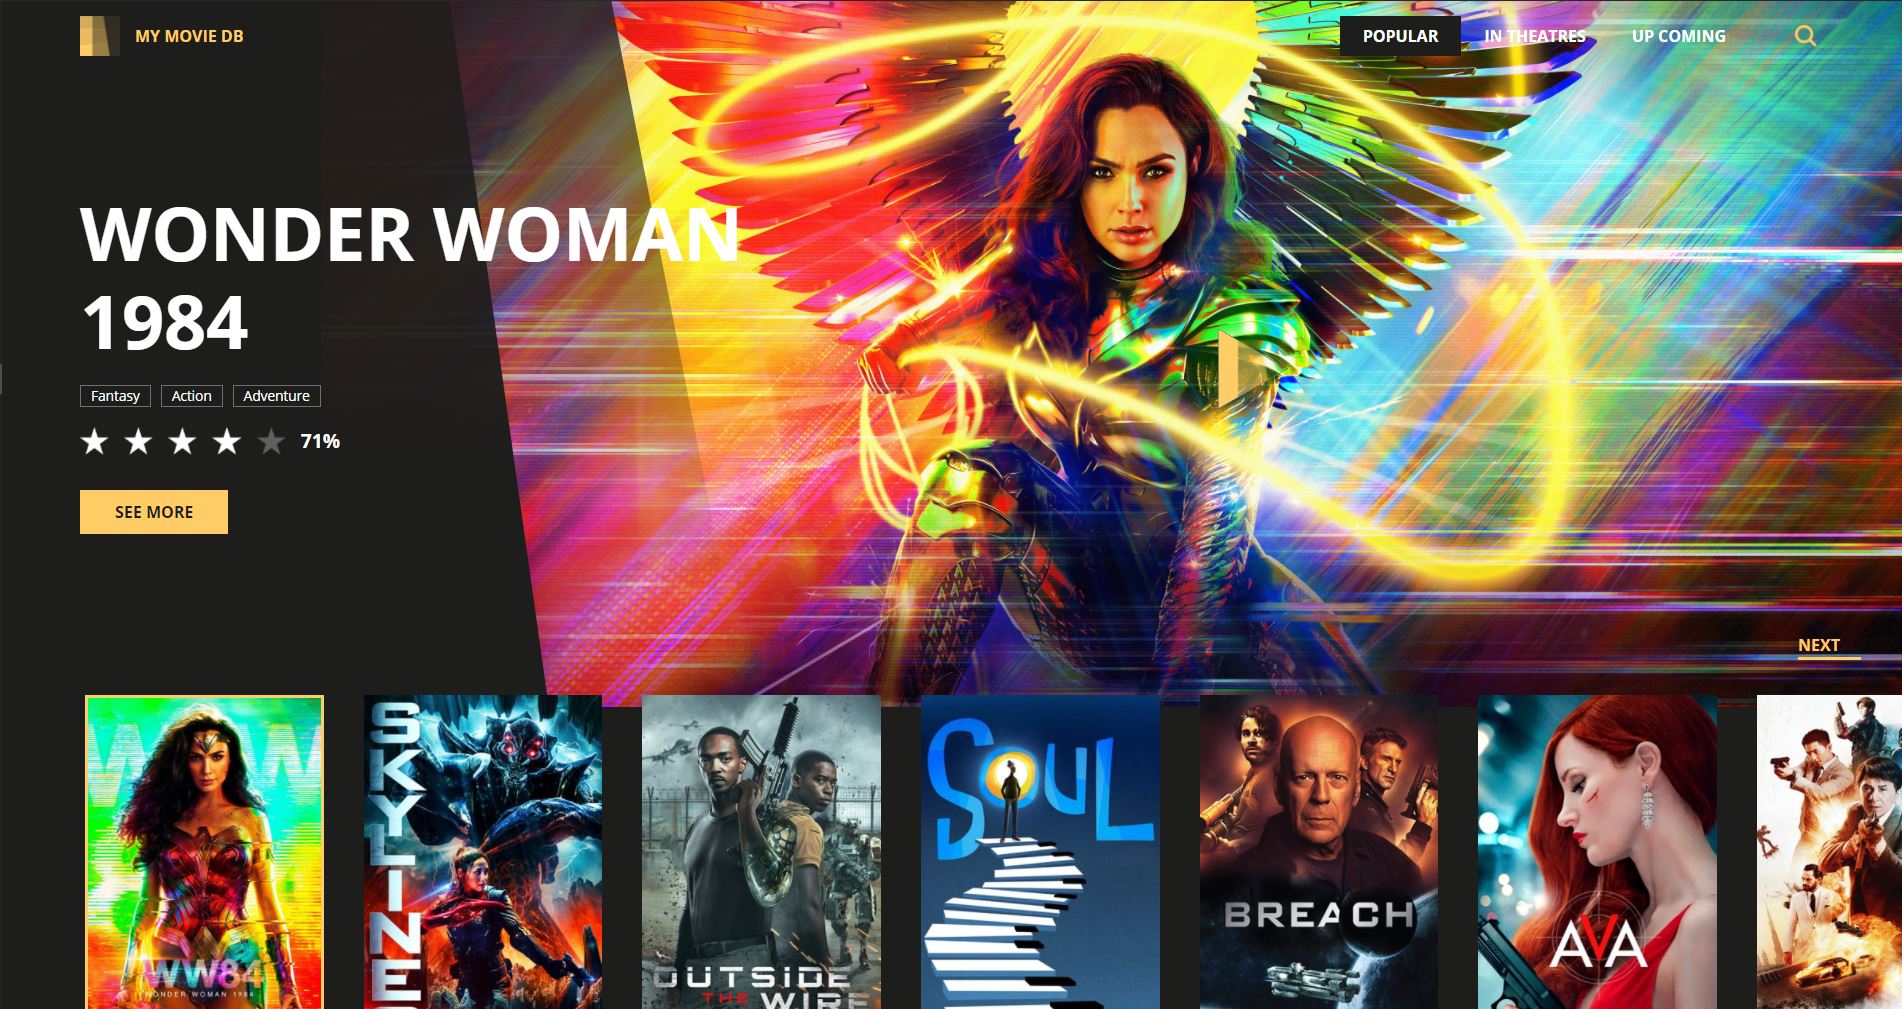 MY MOVIE DB
POPULAR
IN THEATRES
UP COMING
WONDER WOMAN
1984
Fantasy
Action
Adventure
71%
SEE MORE
NEXT
WW84
WONDER WOMAN 1984
SKYLINE
OUTSIDE
THE WIRE
SOUL
BREACH
AVA